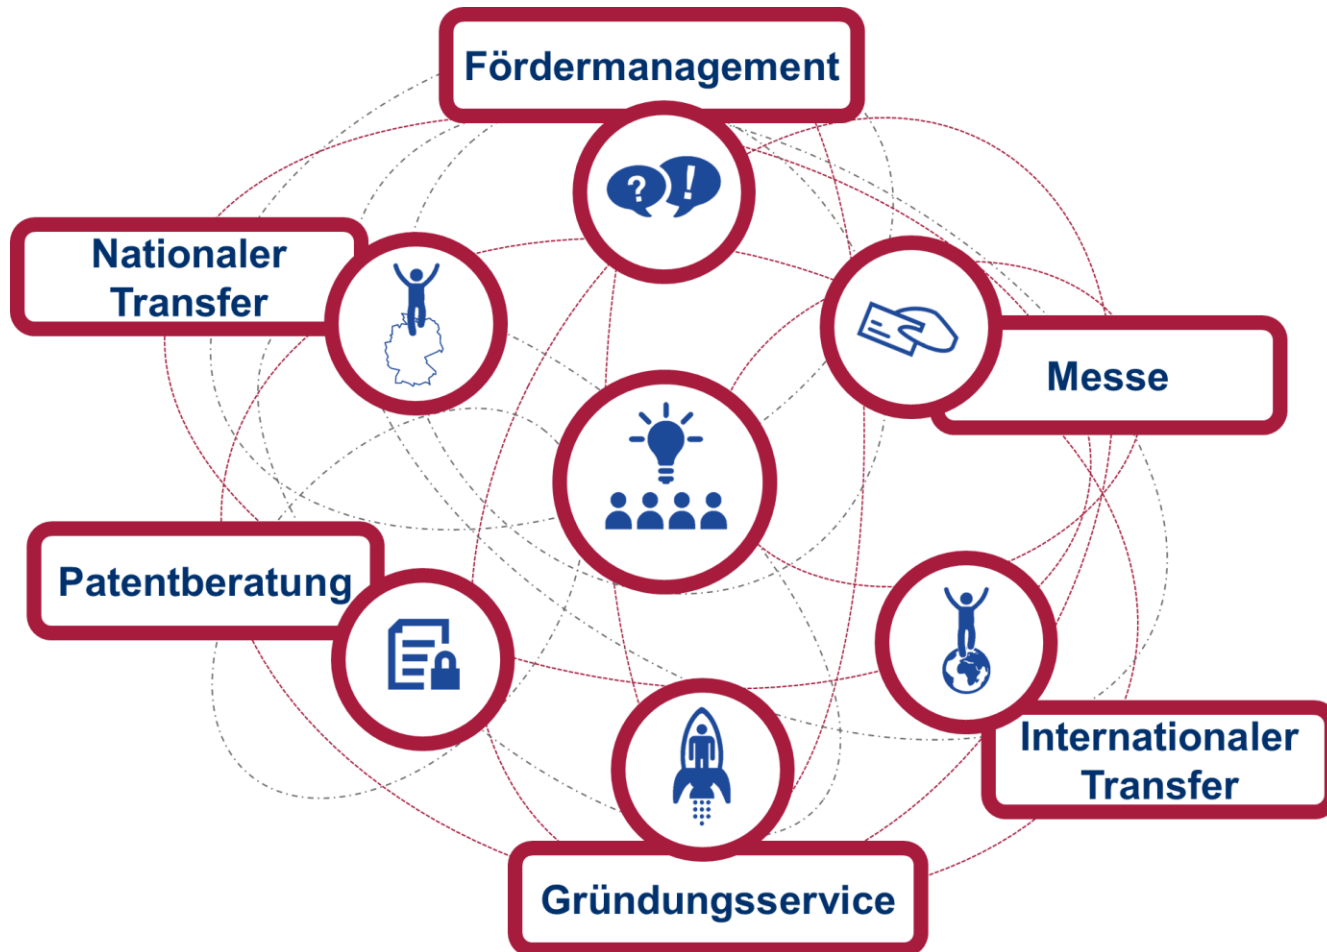 Fördermanagement
? !
Nationaler
Transfer
Messe
Patentberatung
Internationaler
Transfer
Gründungsservice